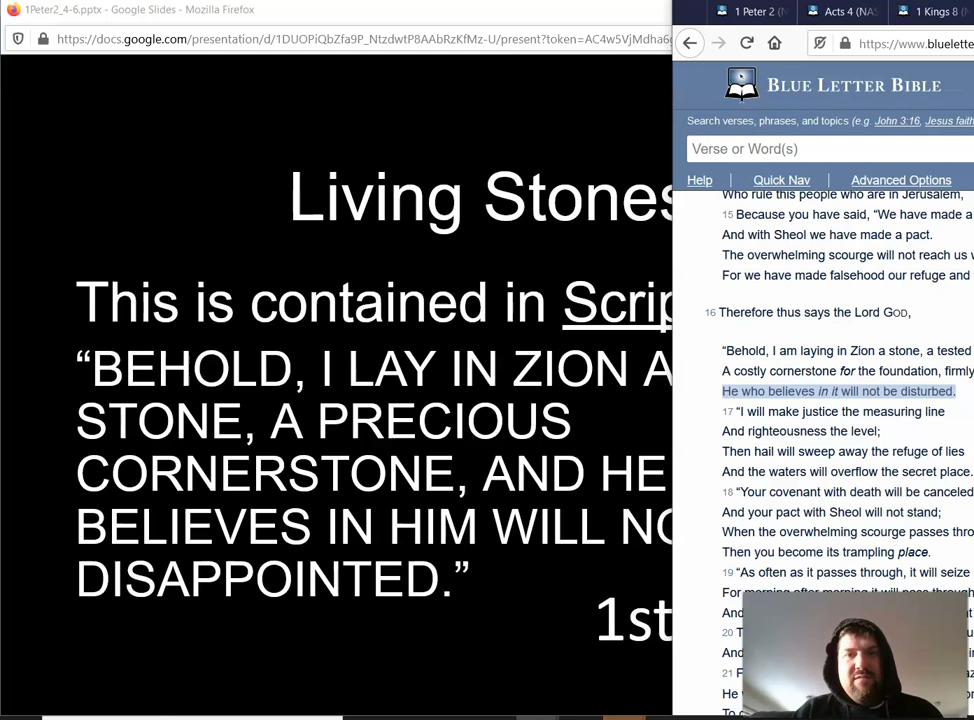 1Peter2_4-6.pptx - Google Slides - Mozilla Firefox
https://docs.google.com/presentation/d/1DUOPiQbZfa9P_NtzdwtP8AAbRzKfMz-U/present?token=AC4w5VjMdha6
Living Stones
This is contained in Scrip
“BEHOLD, I LAY IN ZION A
STONE, A PRECIOUS
CORNERSTONE, AND HE
BELIEVES IN HIM WILL NO
DISAPPOINTED.”
1st
1 Peter 2 (N
Acts 4 (NAS
1 Kings 8 (
https://www.blueletter
BLUE LETTER BIBLE
Search verses, phrases, and topics (e.g. John 3:16, Jesus faith
Verse or Word(s)
Help | Quick Nav | Advanced Options
Who rule this people who are in Jerusalem,
15 Because you have said, “We have made a
And with Sheol we have made a pact.
The overwhelming scourge will not reach us
For we have made falsehood our refuge and
16 Therefore thus says the Lord GOD,
“Behold, I am laying in Zion a stone, a tested
A costly cornerstone for the foundation, firmly
He who believes in it will not be disturbed.
17 “I will make justice the measuring line
And righteousness the level;
Then hail will sweep away the refuge of lies
And the waters will overflow the secret place.
18 “Your covenant with death will be canceled
And your pact with Sheol will not stand;
When the overwhelming scourge passes thro
Then you become its trampling place.
19 “As often as it passes through, it will seize
For morning after morning it will pass through
And
20 T
And
21 F
He
To